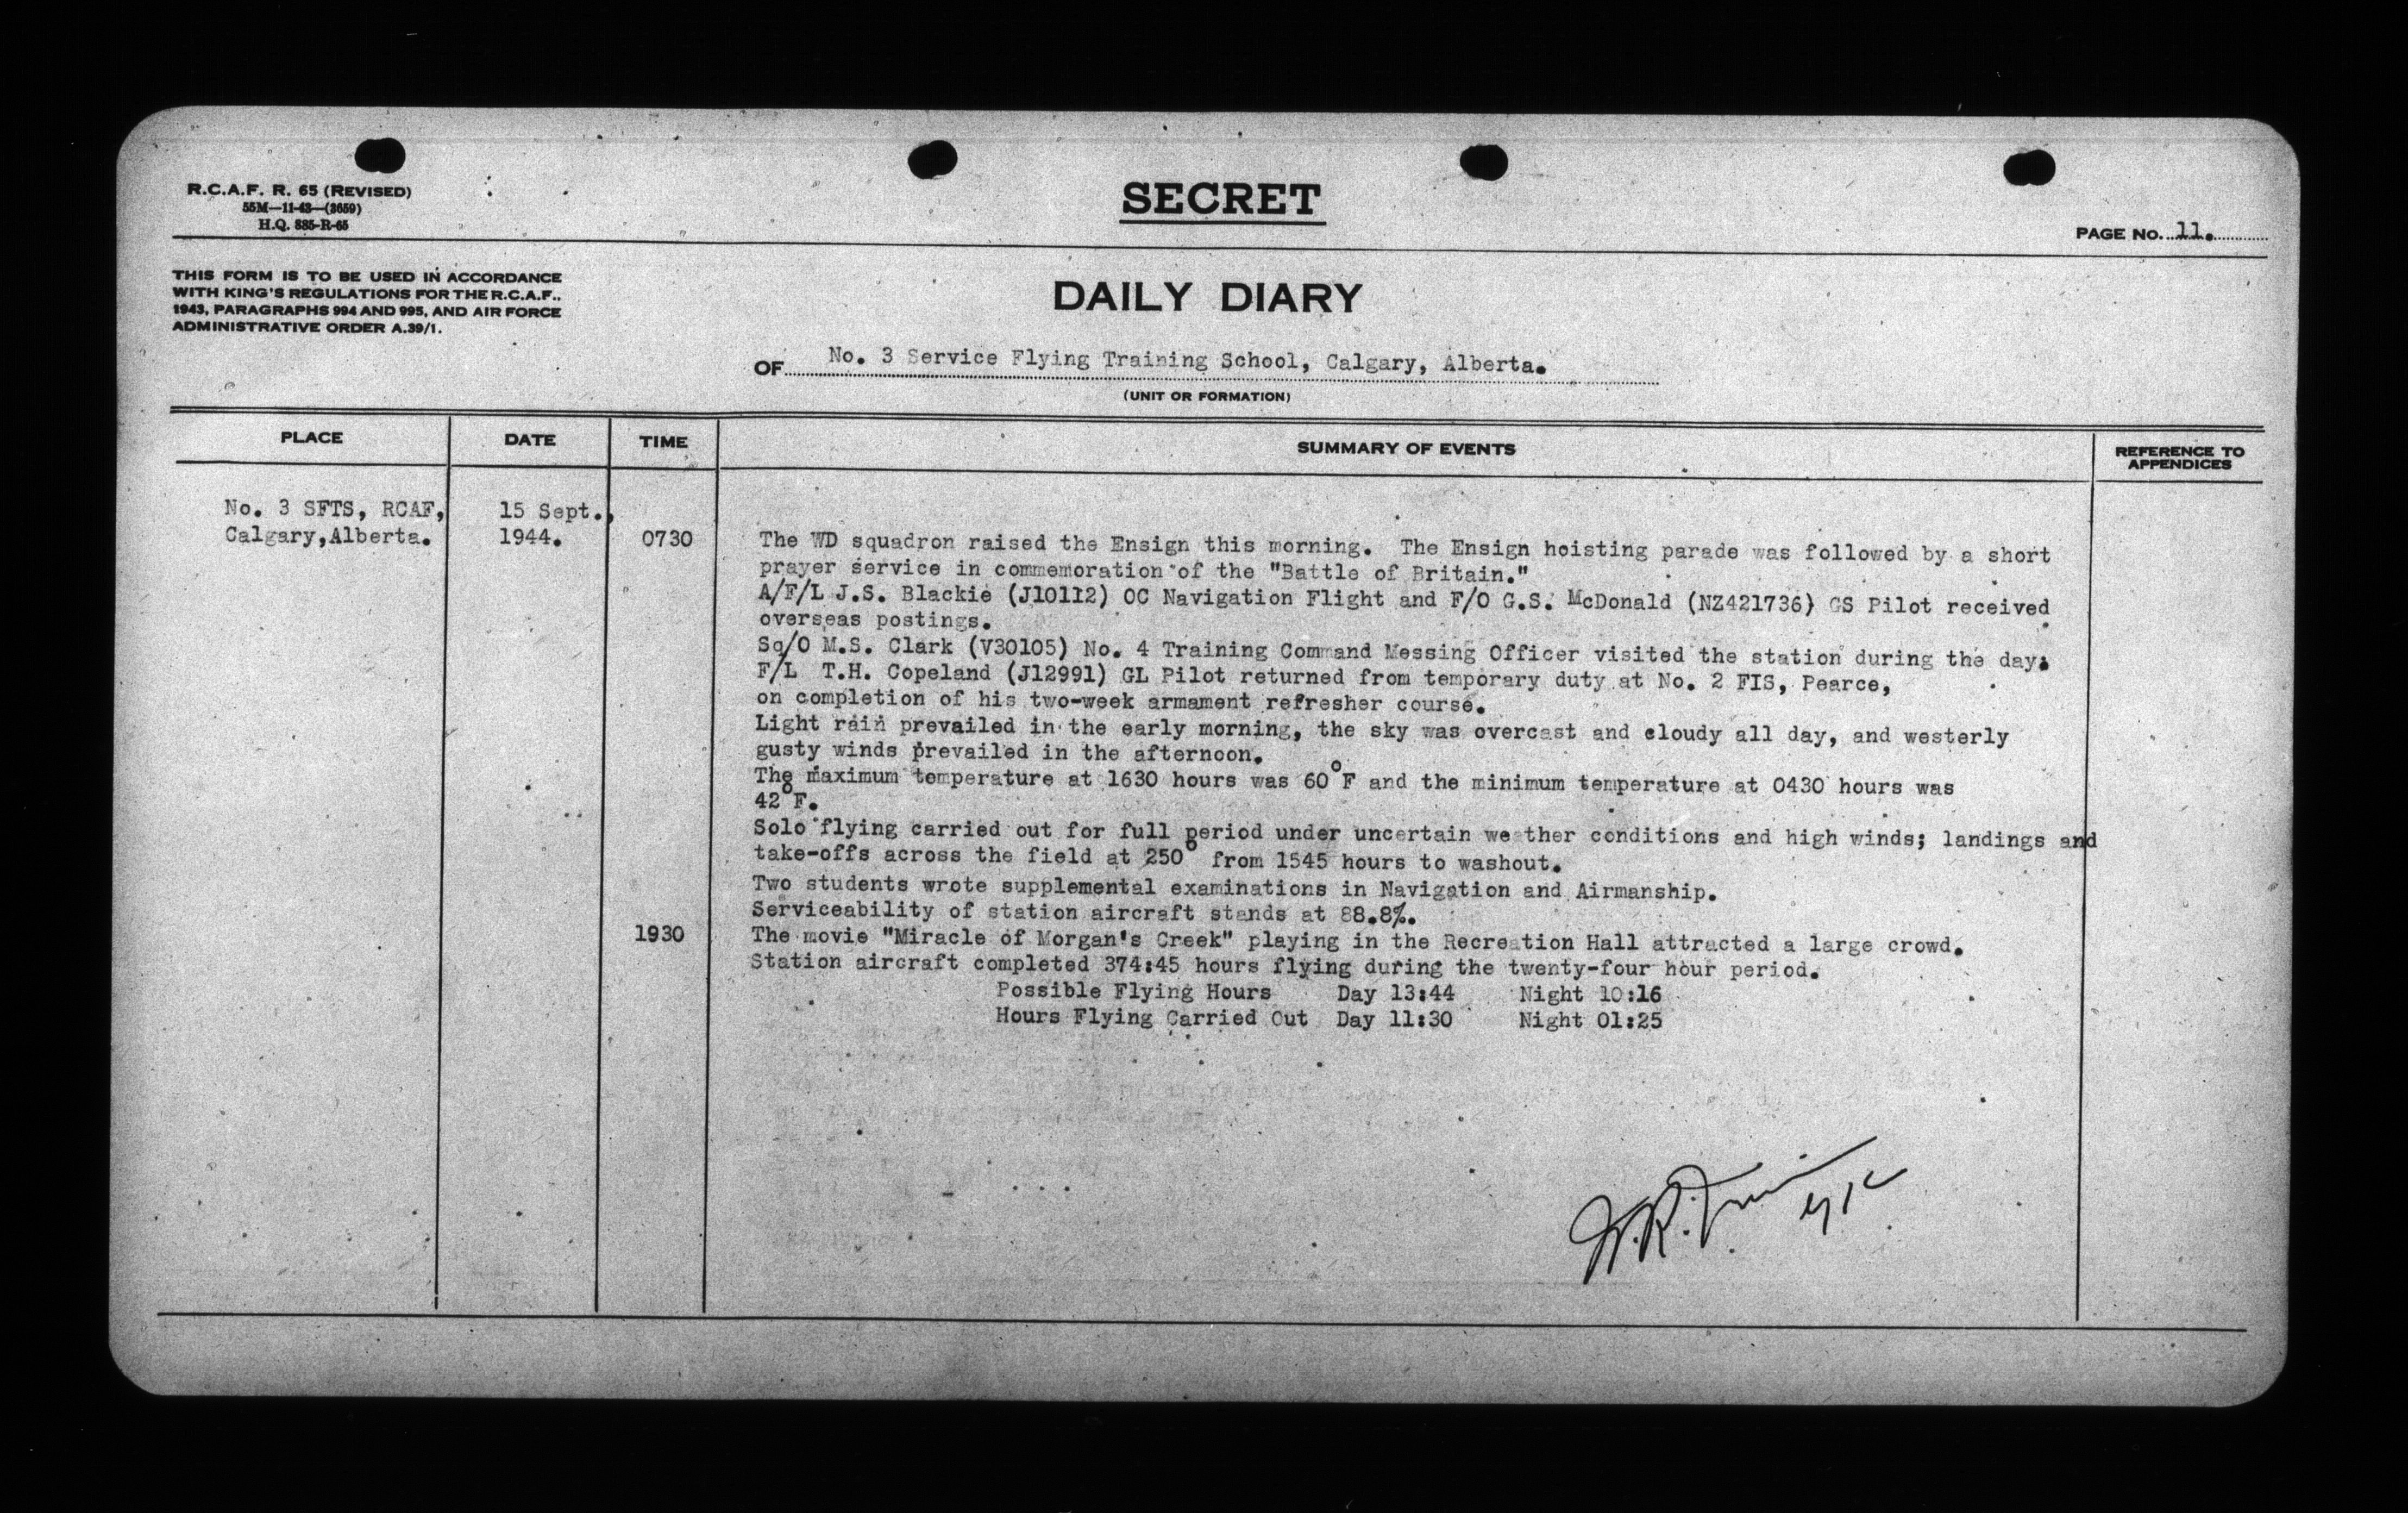 R.C.A.F. R. 65 (REVISED)
55M—11-43—(3659)
H.Q. 885-R-65
SECRET
PAGE NO. 11.
THIS FORM IS TO BE USED IN ACCORDANCE
WITH KING'S REGULATIONS FOR THE R.C.A.F.,
1943, PARAGRAPHS 994 AND 995, AND AIR FORCE
ADMINISTRATIVE ORDER A.39/1.
DAILY DIARY
OF No. 3 Service Flying Training School, Calgary, Alberta.
(UNIT OR FORMATION)
PLACE DATE TIME SUMMARY OF EVENTS REFERENCE TO APPENDICES
No. 3 SFTS, RCAF, 15 Sept.,
Calgary,Alberta. 1944. 0730 The WD squadron raised the Ensign this morning. The Ensign hoisting parade was followed by a short
prayer service in commemoration of the "Battle of Britain."
A/F/L J.S. Blackie (J10112) OC Navigation Flight and F/O G.S. McDonald (NZ421736) GS Pilot received
overseas postings.
Sq/O M.S. Clark (V30105) No. 4 Training Command Messing Officer visited the station during the day.
F/L T.H. Copeland (J12991) GL Pilot returned from temporary duty at No. 2 FIS, Pearce,
on completion of his two-week armament refresher course.
Light rain prevailed in the early morning, the sky was overcast and cloudy all day, and westerly
gusty winds prevailed in the afternoon.
The maximum temperature at 1630 hours was 60°F and the minimum temperature at 0430 hours was
42°F.
Solo flying carried out for full period under uncertain weather conditions and high winds; landings and
take-offs across the field at 250° from 1545 hours to washout.
Two students wrote supplemental examinations in Navigation and Airmanship.
Serviceability of station aircraft stands at 88.8%.
1930 The movie "Miracle of Morgan's Creek" playing in the Recreation Hall attracted a large crowd.
Station aircraft completed 374:45 hours flying during the twenty-four hour period.
Possible Flying Hours Day 13:44 Night 10:16
Hours Flying Carried Out Day 11:30 Night 01:25